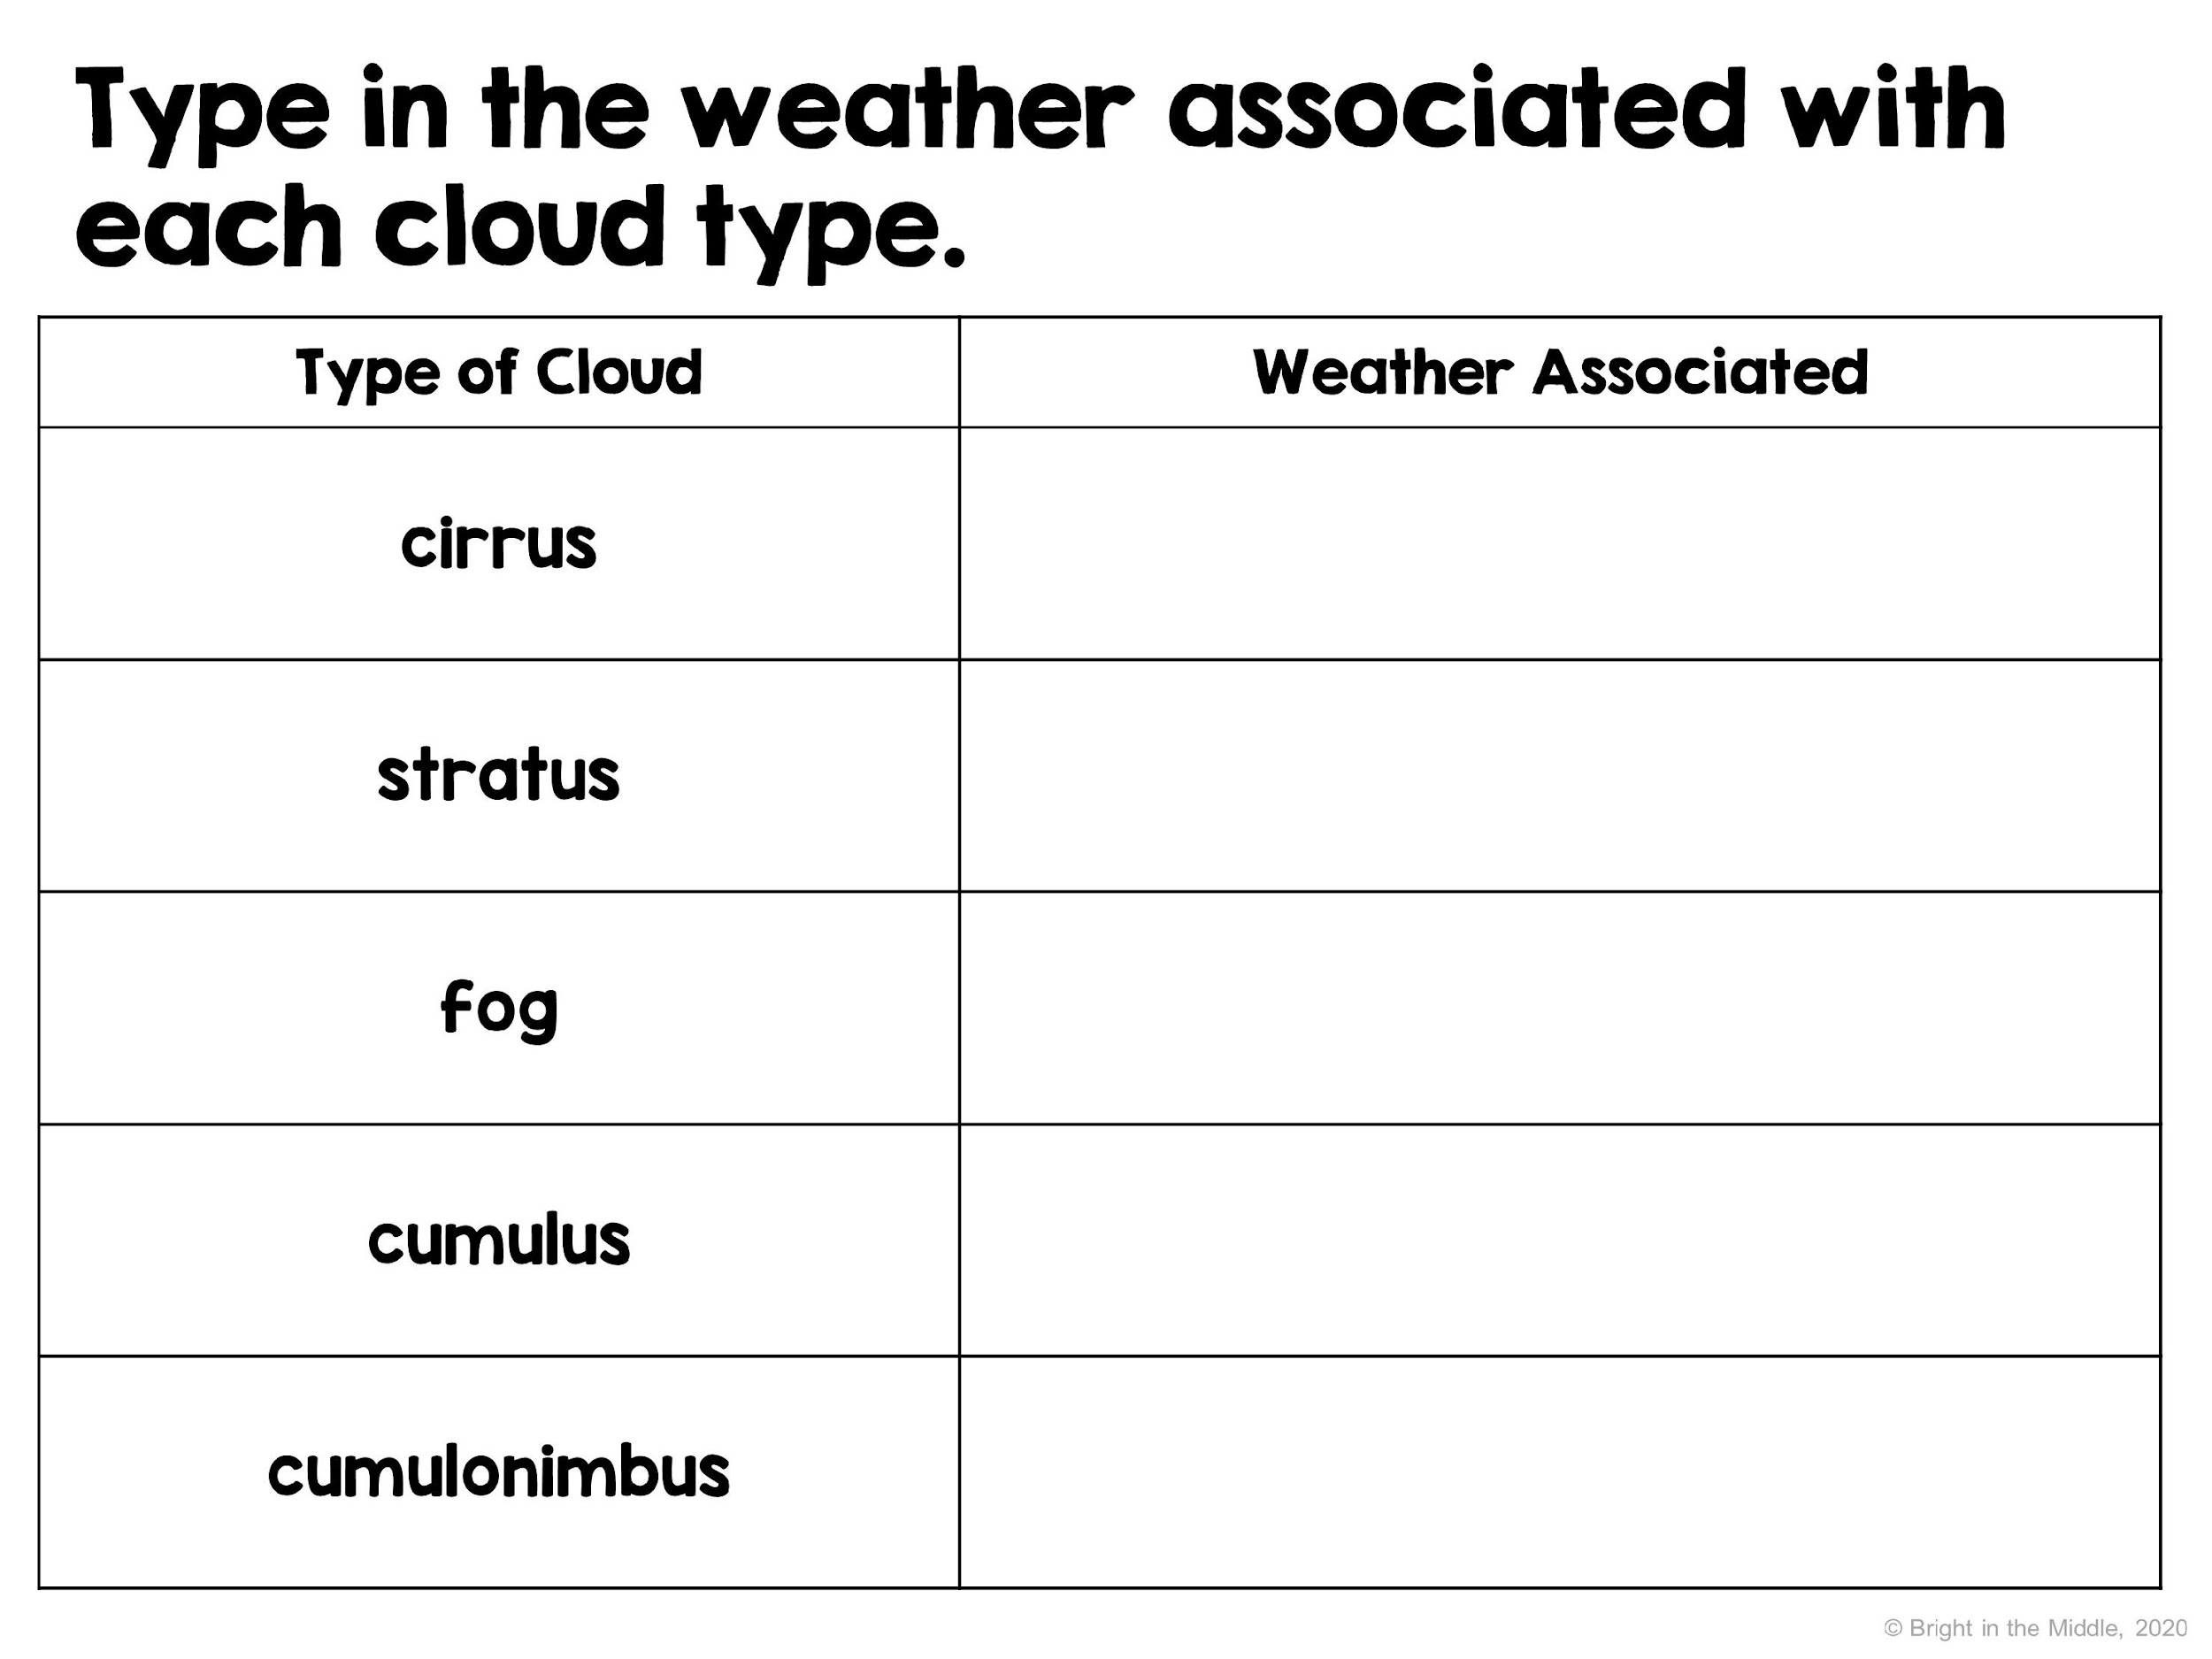 Type in the weather associated with
each cloud type.
Type of Cloud
Weather Associated
cirrus
stratus
fog
cumulus
cumulonimbus
© Bright in the Middle, 2020